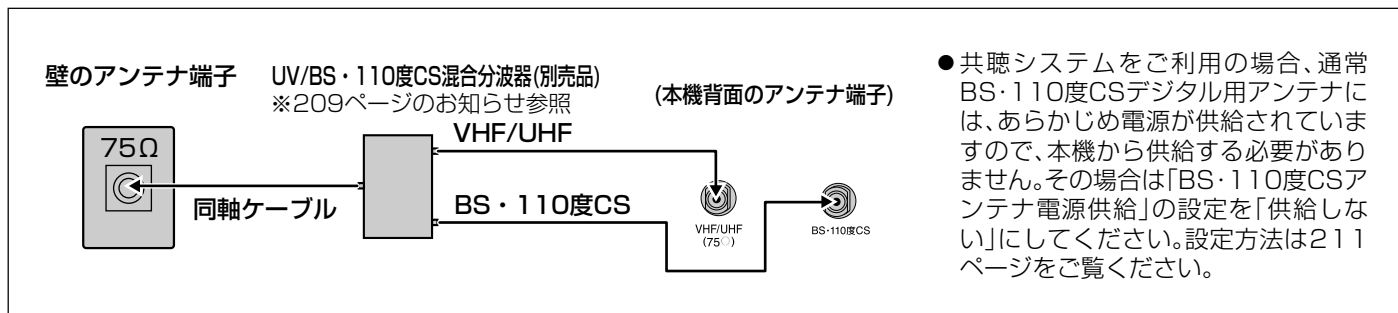 壁のアンテナ端子
UV/BS・110度CS混合分波器(別売品)
※209ページのお知らせ参照
(本機背面のアンテナ端子)
75Ω
VHF/UHF
同軸ケーブル
BS・110度CS
VHF/UHF
(75Ω)
BS・110度CS
●共聴システムをご利用の場合、通常
BS・110度CSデジタル用アンテナに
は、あらかじめ電源が供給されていま
すので、本機から供給する必要があり
ません。その場合は「BS・110度CSア
ンテナ電源供給」の設定を「供給しな
い」にしてください。設定方法は211
ページをご覧ください。